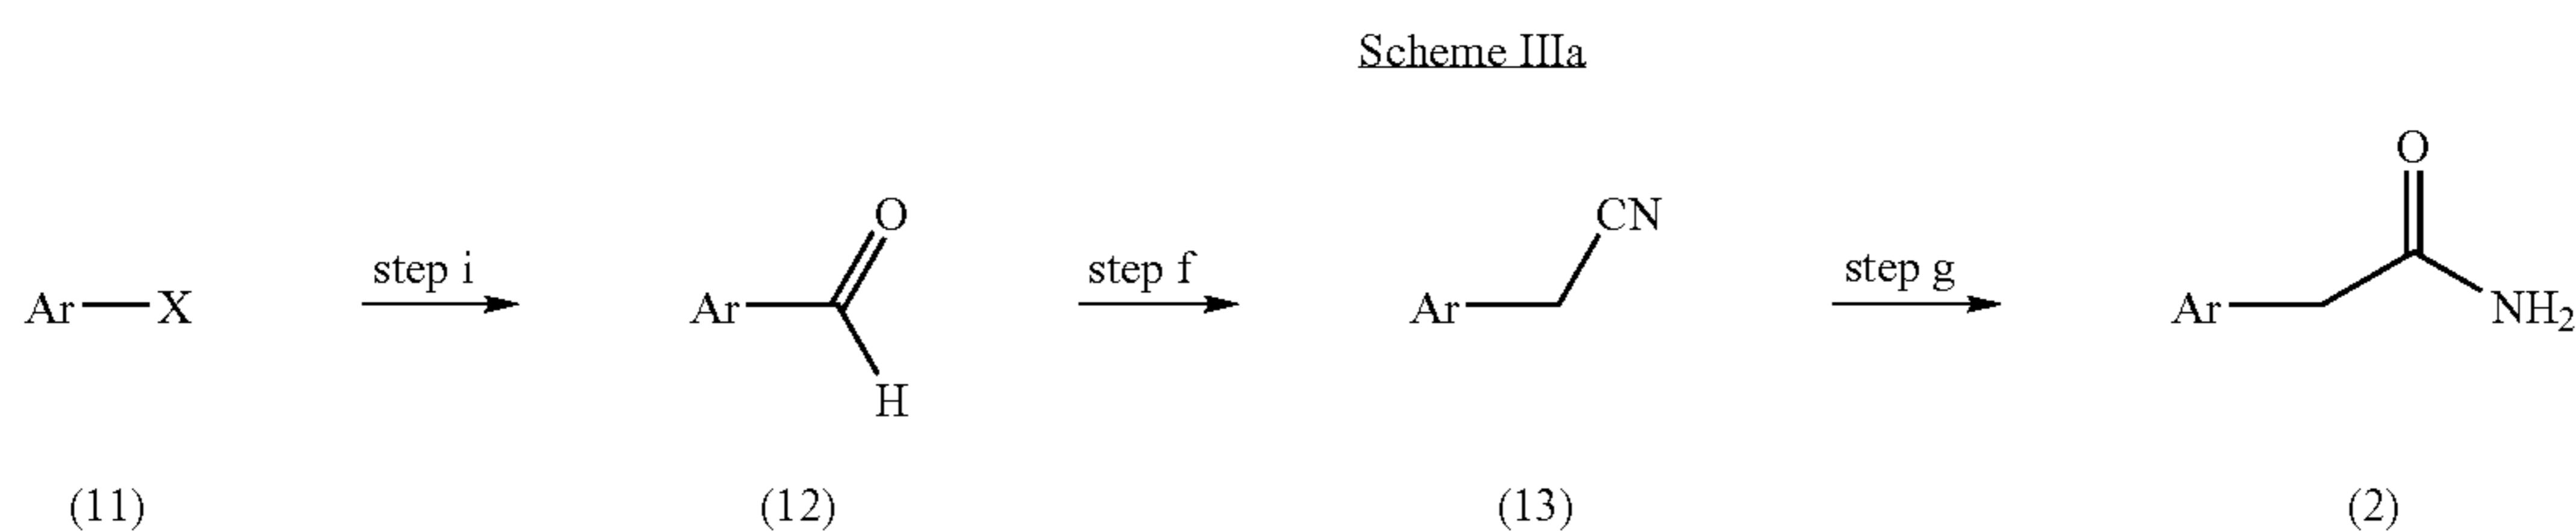 Scheme IIIa
O
O
CN
step i
step f
step g
Ar
X
Ar
Ar
Ar
NH₂
H
(11)
(12)
(13)
(2)